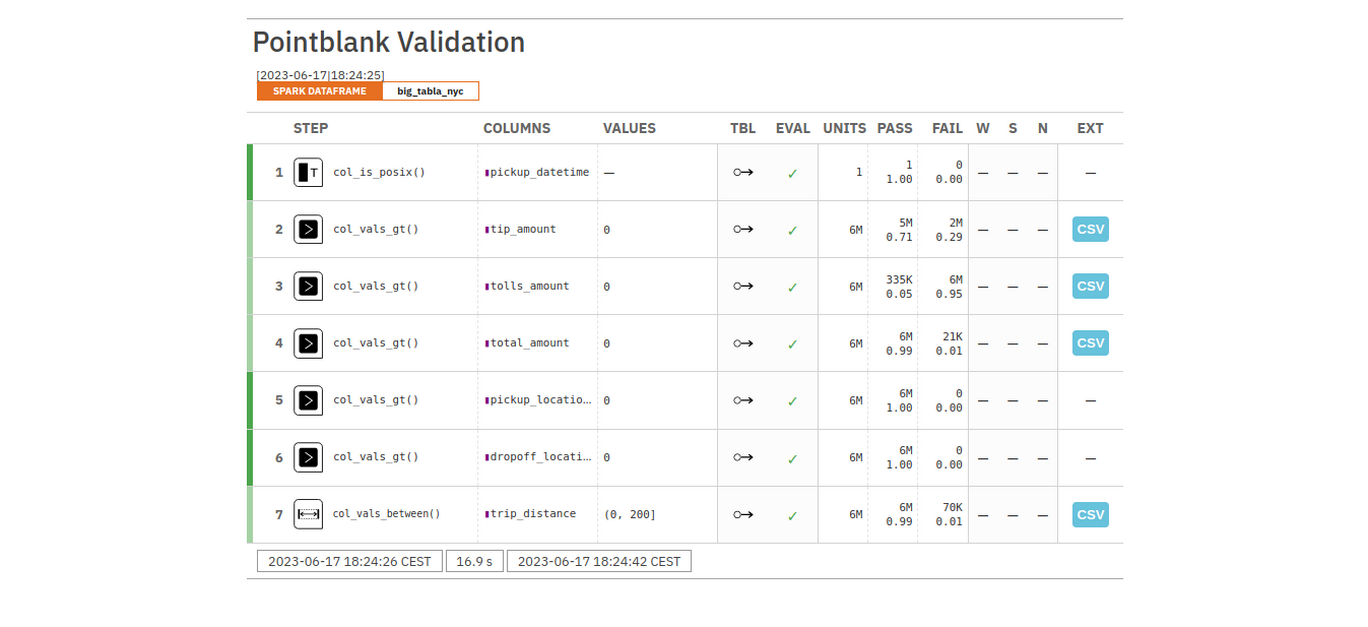 Pointblank Validation
[2023-06-17|18:24:25]
SPARK DATAFRAME big_tabla_nyc
STEP COLUMNS VALUES TBL EVAL UNITS PASS FAIL W S N EXT
1 col_is_posix() pickup_datetime — ✓ 1 1 0 — — — —
1.00 0.00
2 col_vals_gt() tip_amount 0 ✓ 6M 5M 2M — — — CSV
0.71 0.29
3 col_vals_gt() tolls_amount 0 ✓ 6M 335K 6M — — — CSV
0.05 0.95
4 col_vals_gt() total_amount 0 ✓ 6M 6M 21K — — — CSV
0.99 0.01
5 col_vals_gt() pickup_locatio… 0 ✓ 6M 6M 0 — — — —
1.00 0.00
6 col_vals_gt() dropoff_locati… 0 ✓ 6M 6M 0 — — — —
1.00 0.00
7 col_vals_between() trip_distance (0, 200] ✓ 6M 6M 70K — — — CSV
0.99 0.01
2023-06-17 18:24:26 CEST 16.9 s 2023-06-17 18:24:42 CEST